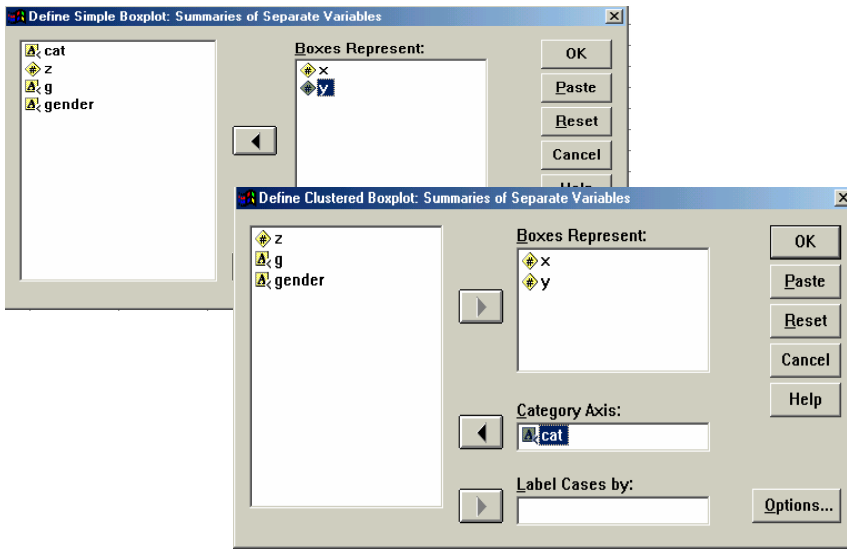 Define Simple Boxplot: Summaries of Separate Variables
cat
z
g
gender
Boxes Represent:
x
y
OK
Paste
Reset
Cancel
Help
Define Clustered Boxplot: Summaries of Separate Variables
z
g
gender
Boxes Represent:
x
y
Category Axis:
cat
Label Cases by:
OK
Paste
Reset
Cancel
Help
Options...